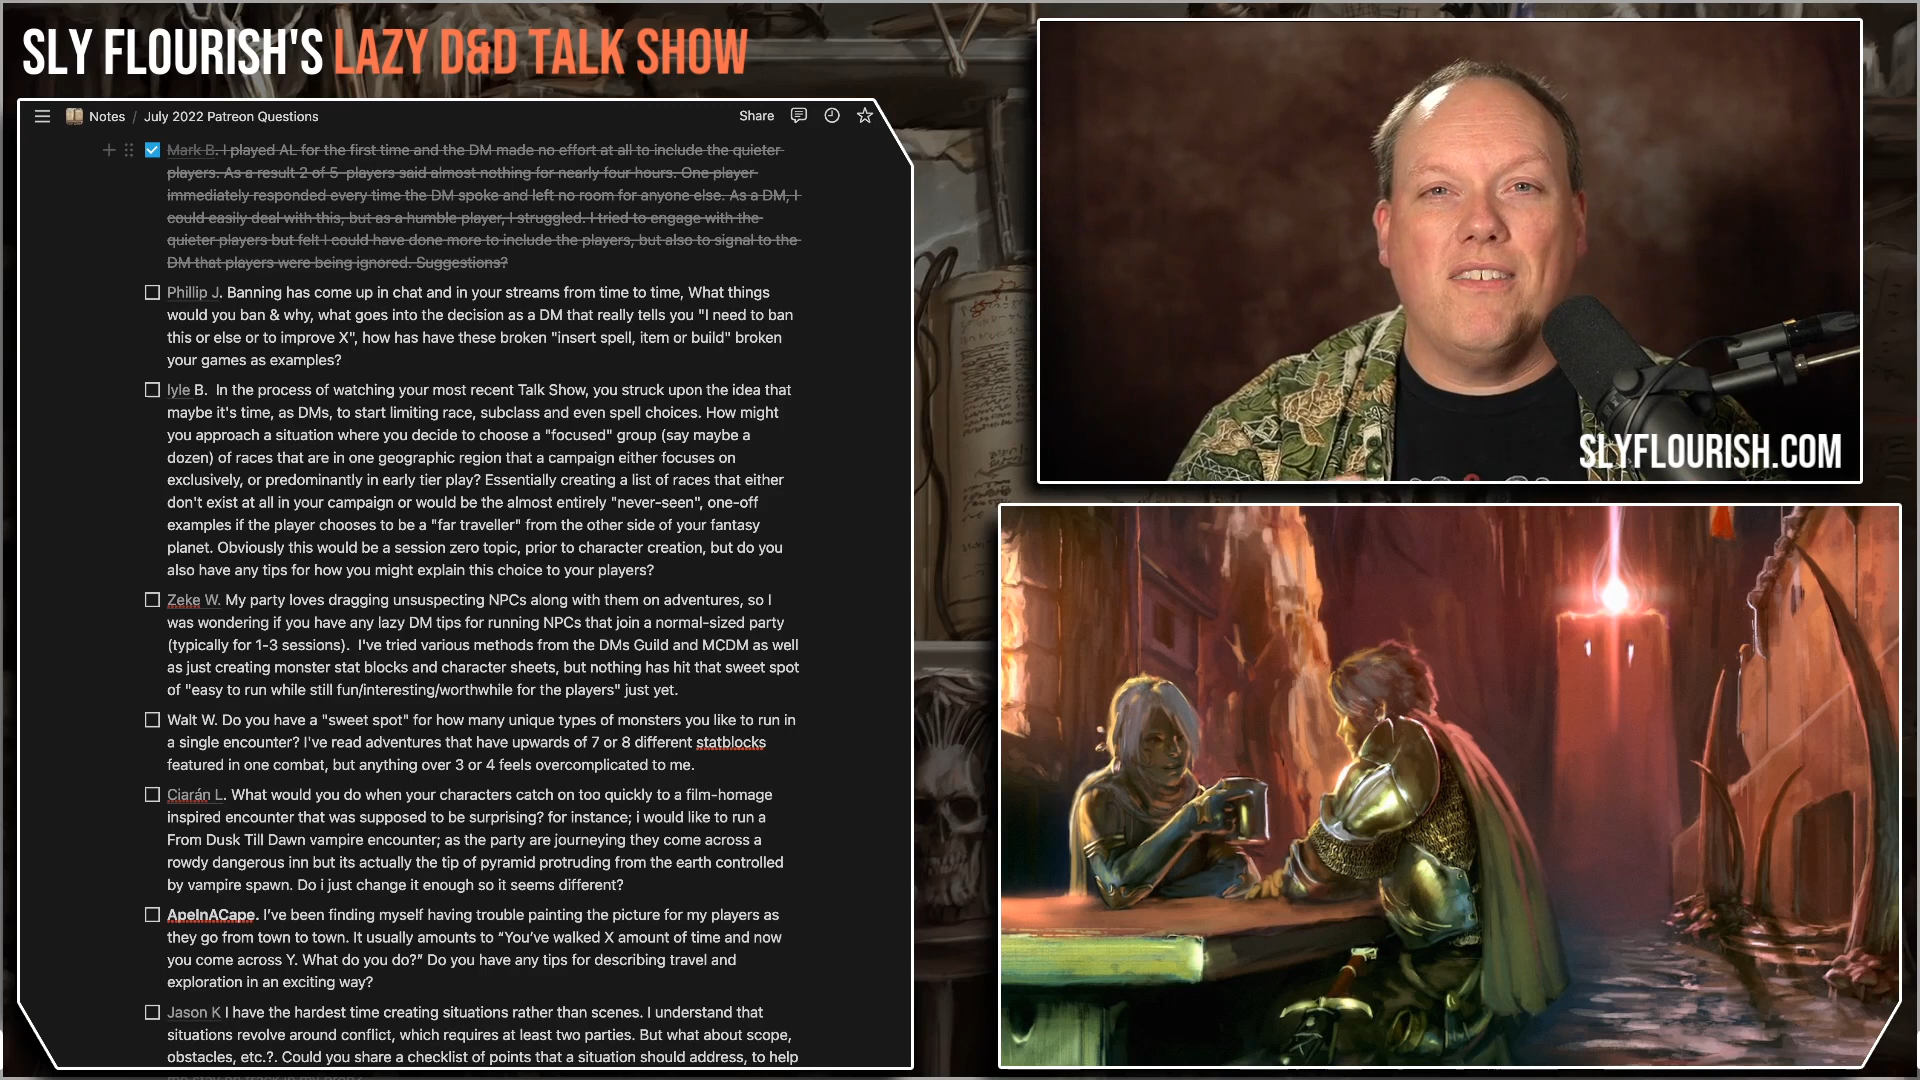 SLY FLOURISH'S LAZY D&D TALK SHOW
Notes / July 2022 Patreon Questions
Share
Mark B. I played AL for the first time and the DM made no effort at all to include the quieter
players. As a result 2 of 5 players said almost nothing for nearly four hours. One player
immediately responded every time the DM spoke and left no room for anyone else. As a DM, I
could easily deal with this, but as a humble player, I struggled. I tried to engage with the
quieter players but felt I could have done more to include the players, but also to signal to the
DM that players were being ignored. Suggestions?
Phillip J. Banning has come up in chat and in your streams from time to time, What things
would you ban & why, what goes into the decision as a DM that really tells you "I need to ban
this or else or to improve X", how has have these broken "insert spell, item or build" broken
your games as examples?
lyle B. In the process of watching your most recent Talk Show, you struck upon the idea that
maybe it's time, as DMs, to start limiting race, subclass and even spell choices. How might
you approach a situation where you decide to choose a "focused" group (say maybe a
dozen) of races that are in one geographic region that a campaign either focuses on
exclusively, or predominantly in early tier play? Essentially creating a list of races that either
don't exist at all in your campaign or would be the almost entirely "never-seen", one-off
examples if the player chooses to be a "far traveller" from the other side of your fantasy
planet. Obviously this would be a session zero topic, prior to character creation, but do you
also have any tips for how you might explain this choice to your players?
Zeke W. My party loves dragging unsuspecting NPCs along with them on adventures, so I
was wondering if you have any lazy DM tips for running NPCs that join a normal-sized party
(typically for 1-3 sessions). I've tried various methods from the DMs Guild and MCDM as well
as just creating monster stat blocks and character sheets, but nothing has hit that sweet spot
of "easy to run while still fun/interesting/worthwhile for the players" just yet.
Walt W. Do you have a "sweet spot" for how many unique types of monsters you like to run in
a single encounter? I've read adventures that have upwards of 7 or 8 different statblocks
featured in one combat, but anything over 3 or 4 feels overcomplicated to me.
Ciarán L. What would you do when your characters catch on too quickly to a film-homage
inspired encounter that was supposed to be surprising? for instance; i would like to run a
From Dusk Till Dawn vampire encounter; as the party are journeying they come across a
rowdy dangerous inn but its actually the tip of pyramid protruding from the earth controlled
by vampire spawn. Do i just change it enough so it seems different?
ApeInACape. I've been finding myself having trouble painting the picture for my players as
they go from town to town. It usually amounts to “You've walked X amount of time and now
you come across Y. What do you do?” Do you have any tips for describing travel and
exploration in an exciting way?
Jason K I have the hardest time creating situations rather than scenes. I understand that
situations revolve around conflict, which requires at least two parties. But what about scope,
obstacles, etc.?. Could you share a checklist of points that a situation should address, to help
SLYFLOURISH.COM